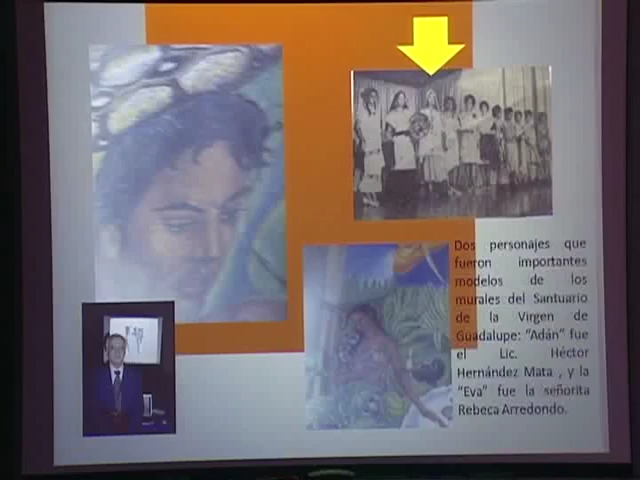 Dos personajes que
fueron importantes
modelos de los
murales del Santuario
de la Virgen de
Guadalupe: “Adán” fue
el Lic. Héctor
Hernández Mata , y la
“Eva” fue la señorita
Rebeca Arredondo.